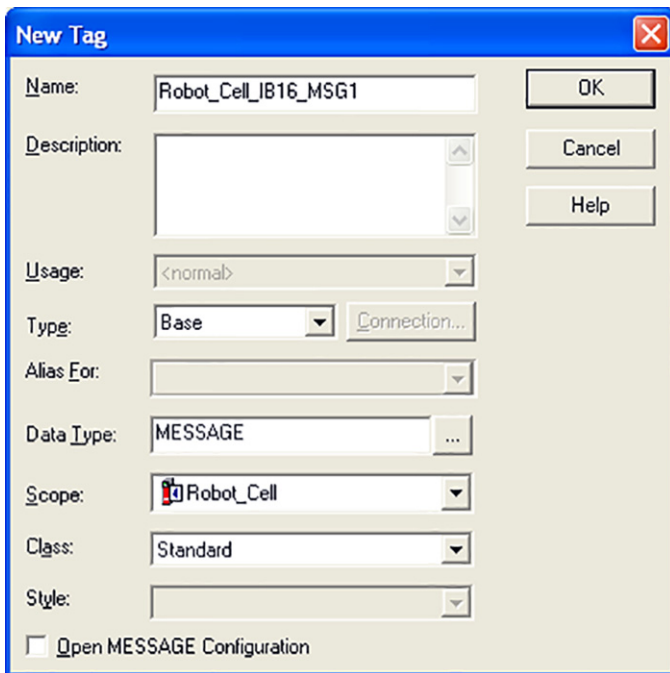 New Tag
Name: Robot_Cell_IB16_MSG1 OK
Description: Cancel
Help
Usage: <normal>
Type: Base Connection...
Alias For:
Data Type: MESSAGE ...
Scope: Robot_Cell
Class: Standard
Style:
Open MESSAGE Configuration